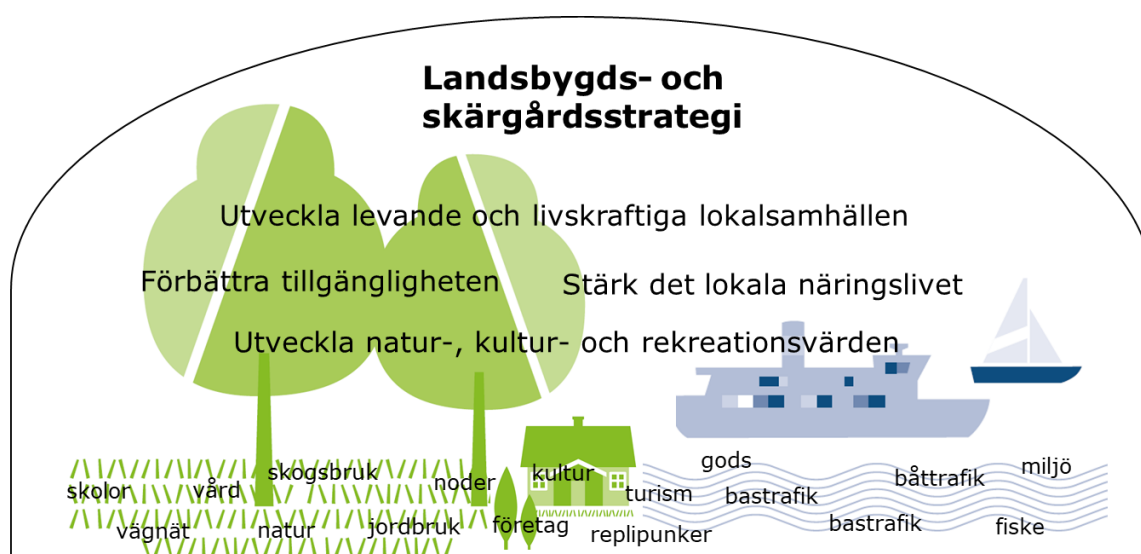 Landsbygds- och
skärgårdsstrategi
Utveckla levande och livskraftiga lokalsamhällen
Förbättra tillgängligheten
Stärk det lokala näringslivet
Utveckla natur-, kultur- och rekreationsvärden
skolor
vård
skogsbruk
noder
kultur
turism
gods
bastrafik
båttrafik
miljö
vägnät
natur
jordbruk
företag
replipunker
bastrafik
fiske